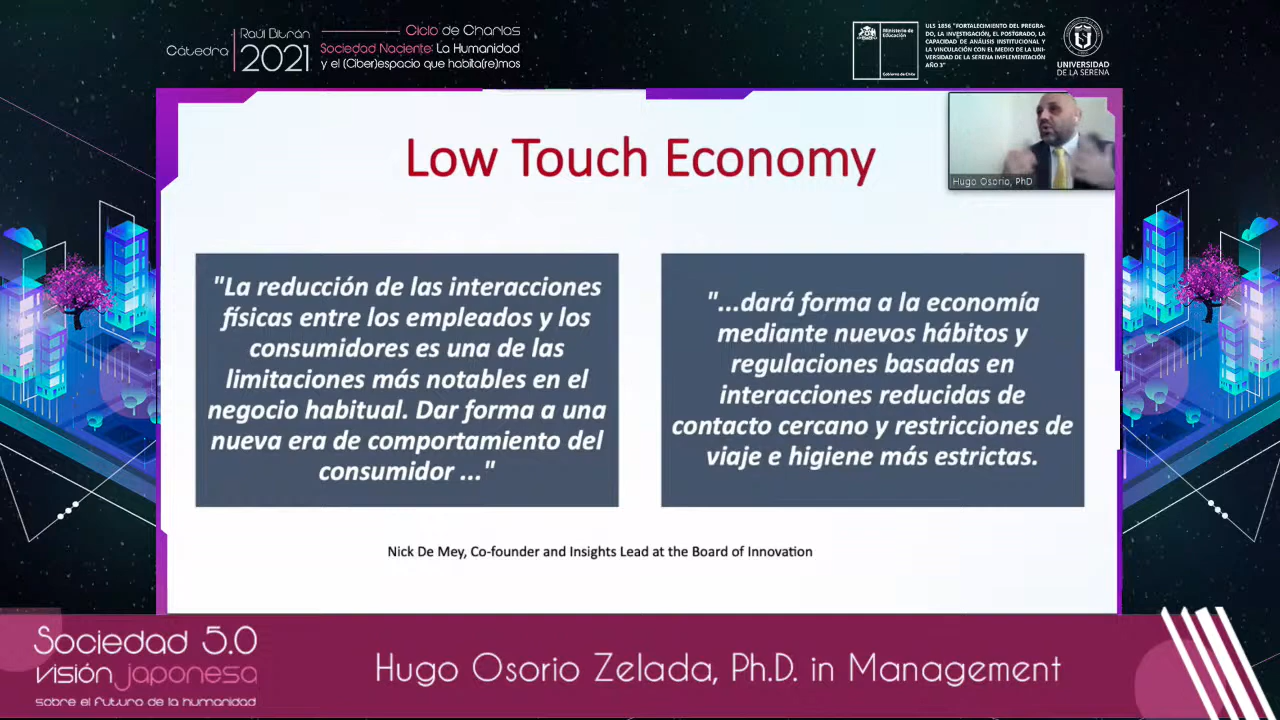 Cátedra
Raúl Bitrán
2021
Ciclo de Charlas
Sociedad Naciente: La Humanidad
y el (Ciber)espacio que habita(re)mos
Ministerio de
Educación
Gobierno de Chile
ULS 1856 "FORTALECIMIENTO DEL PREGRA-
DO, LA INVESTIGACIÓN, EL POSTGRADO, LA
CAPACIDAD DE ANÁLISIS INSTITUCIONAL Y
LA VINCULACIÓN CON EL MEDIO DE LA UNI-
VERSIDAD DE LA SERENA IMPLEMENTACIÓN
AÑO 3"
UNIVERSIDAD
DE LA SERENA
Low Touch Economy
Hugo Osorio, PhD
"La reducción de las interacciones
físicas entre los empleados y los
consumidores es una de las
limitaciones más notables en el
negocio habitual. Dar forma a una
nueva era de comportamiento del
consumidor ..."
"...dará forma a la economía
mediante nuevos hábitos y
regulaciones basadas en
interacciones reducidas de
contacto cercano y restricciones de
viaje e higiene más estrictas.
Nick De Mey, Co-founder and Insights Lead at the Board of Innovation
Sociedad 5.0
visión japonesa
sobre el futuro de la humanidad
Hugo Osorio Zelada, Ph.D. in Management